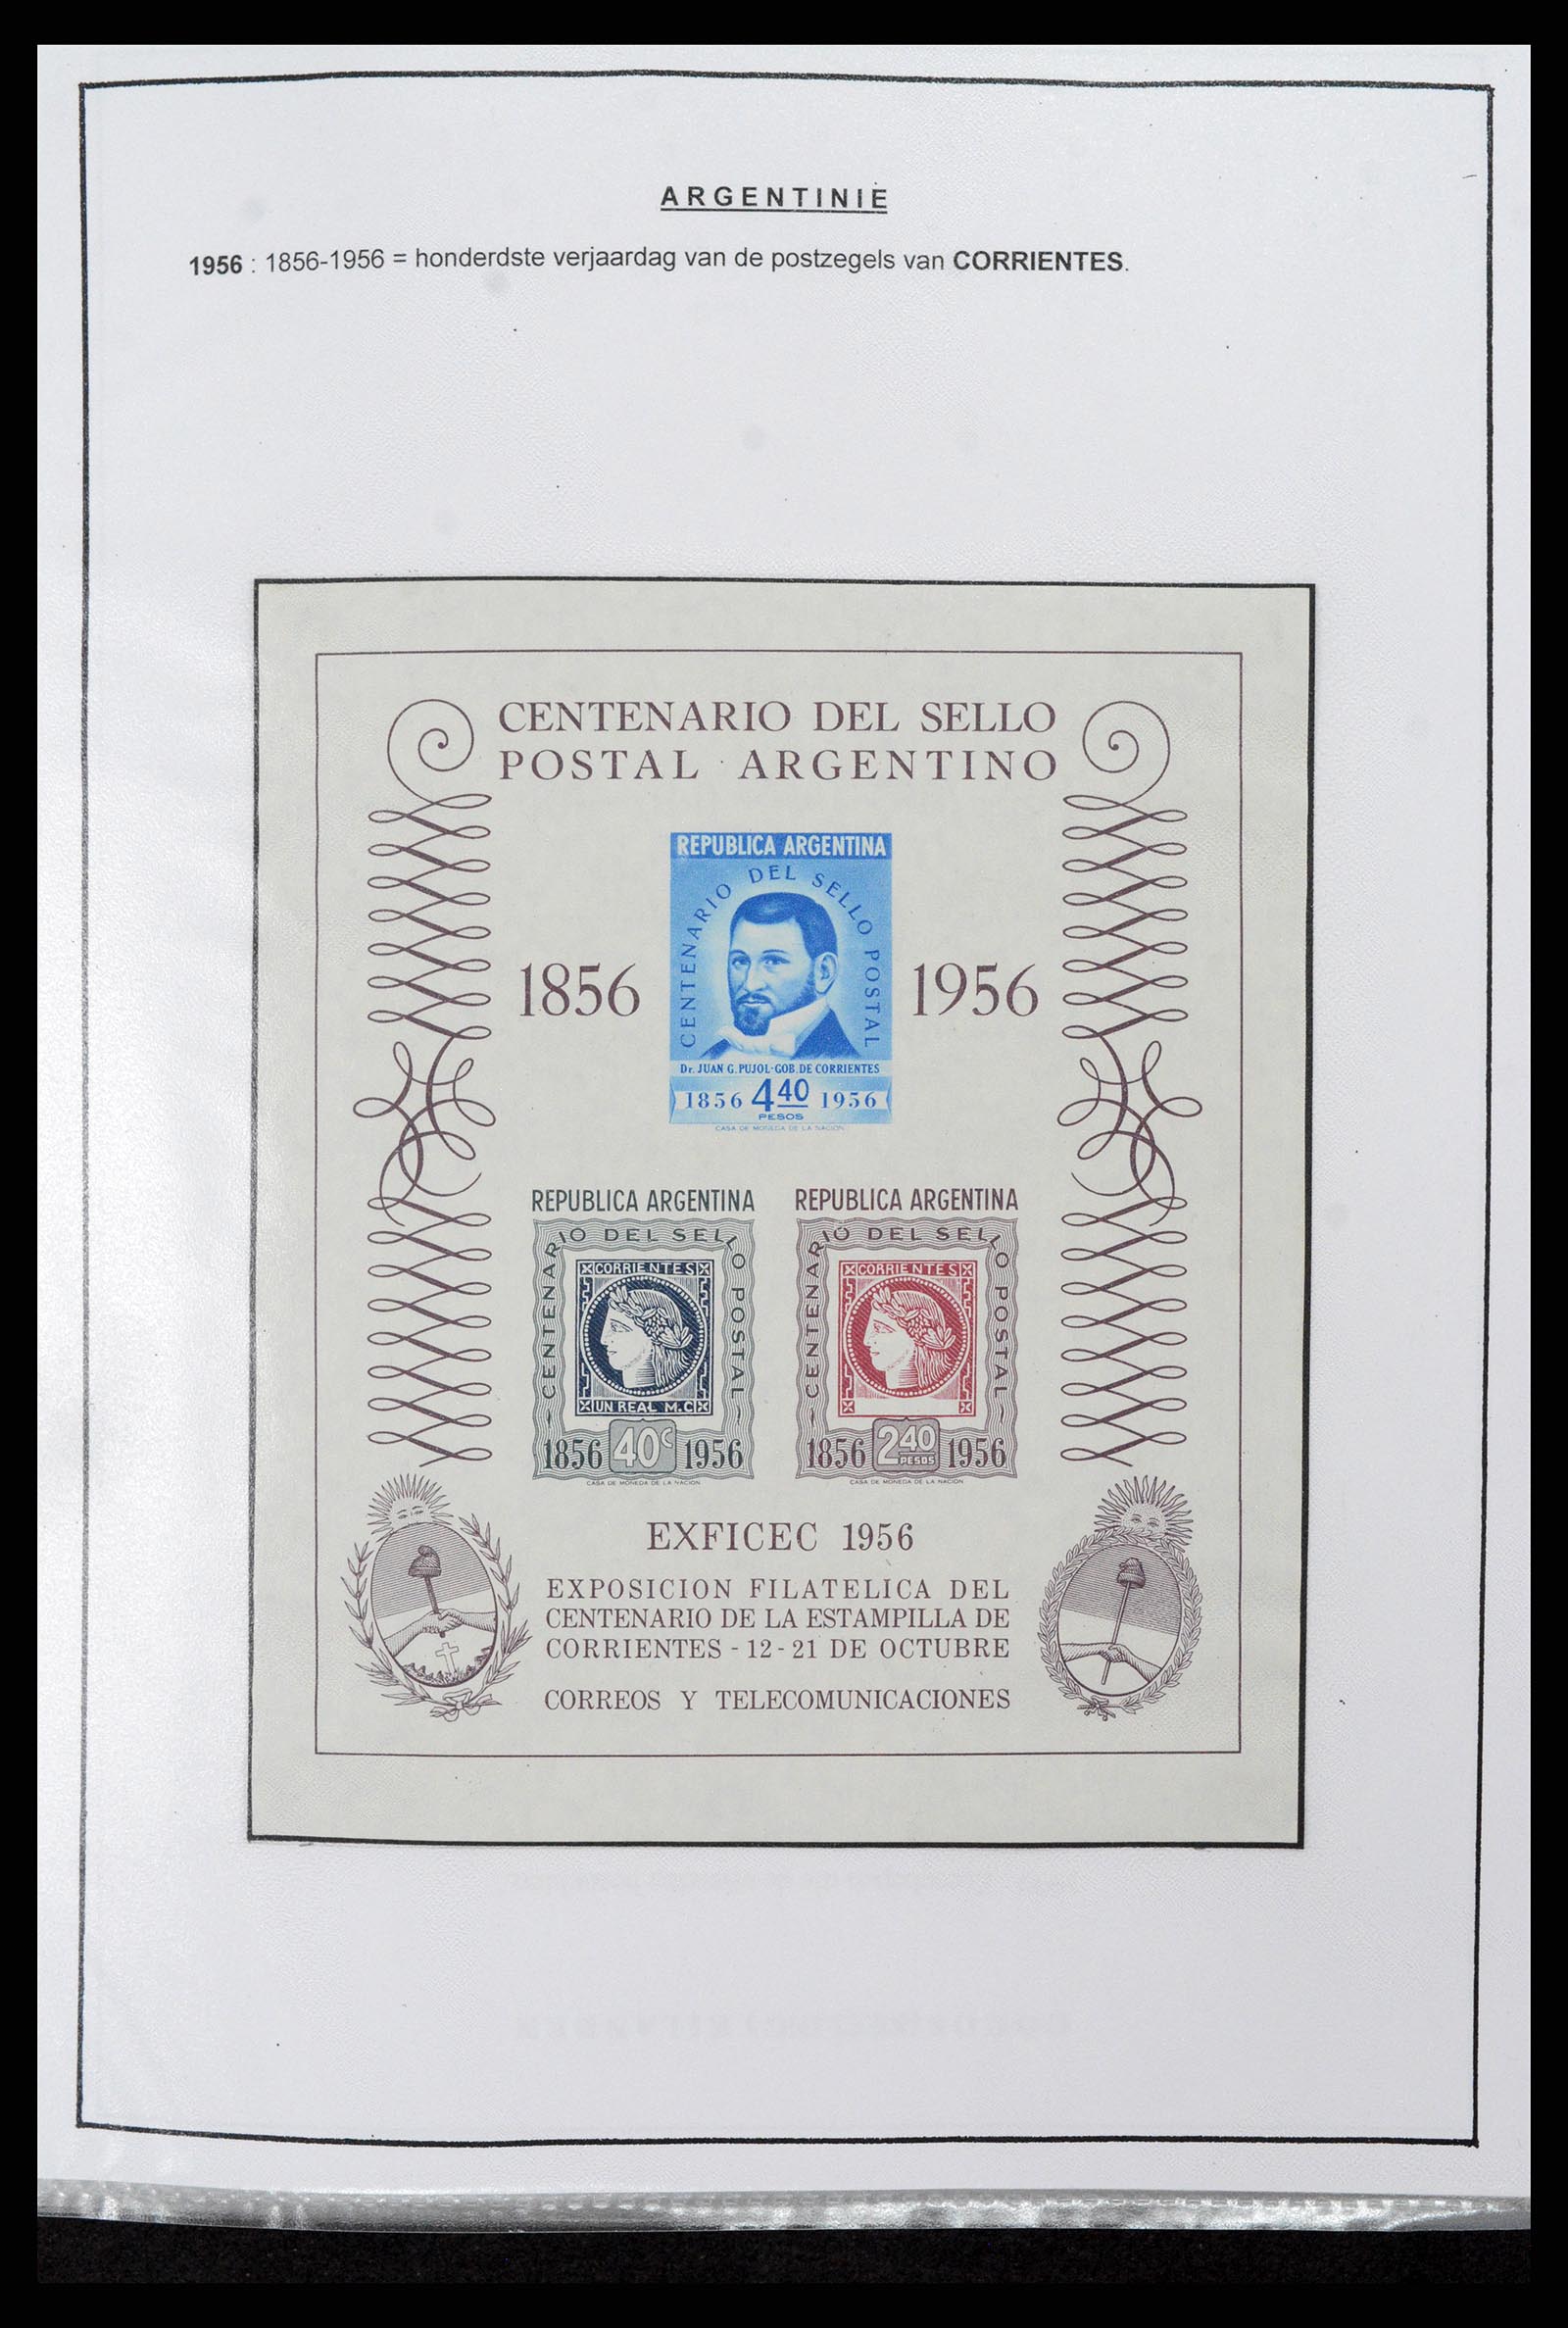 ARGENTINIE
1956 : 1856-1956 = honderdste verjaardag van de postzegels van CORRIENTES.
CENTENARIO DEL SELLO
POSTAL ARGENTINO
REPUBLICA ARGENTINA
CENTENARIO DEL SELLO POSTAL
1856
1956
Dr. JUAN G. PUJOL-GOB. DE CORRIENTES
1856 4 40 1956
PESOS
CASA DE MONEDA DE LA NACION
REPUBLICA ARGENTINA
CENTENARIO DEL SELLO POSTAL
CORRIENTES
UN REAL M.C
1856 40c 1956
CASA DE MONEDA DE LA NACION
REPUBLICA ARGENTINA
CENTENARIO DEL SELLO POSTAL
CORRIENTES
1856 2 40 1956
PESOS
CASA DE MONEDA DE LA NACION
EXFICEC 1956
EXPOSICION FILATELICA DEL
CENTENARIO DE LA ESTAMPILLA DE
CORRIENTES - 12 - 21 DE OCTUBRE
CORREOS Y TELECOMUNICACIONES